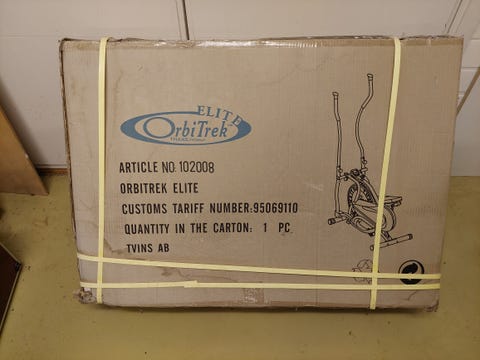 ELITE
OrbiTrek
ARTICLE NO: 102008
ORBITREK ELITE
CUSTOMS TARIFF NUMBER:95069110
QUANTITY IN THE CARTON: 1 PC
TVINS AB